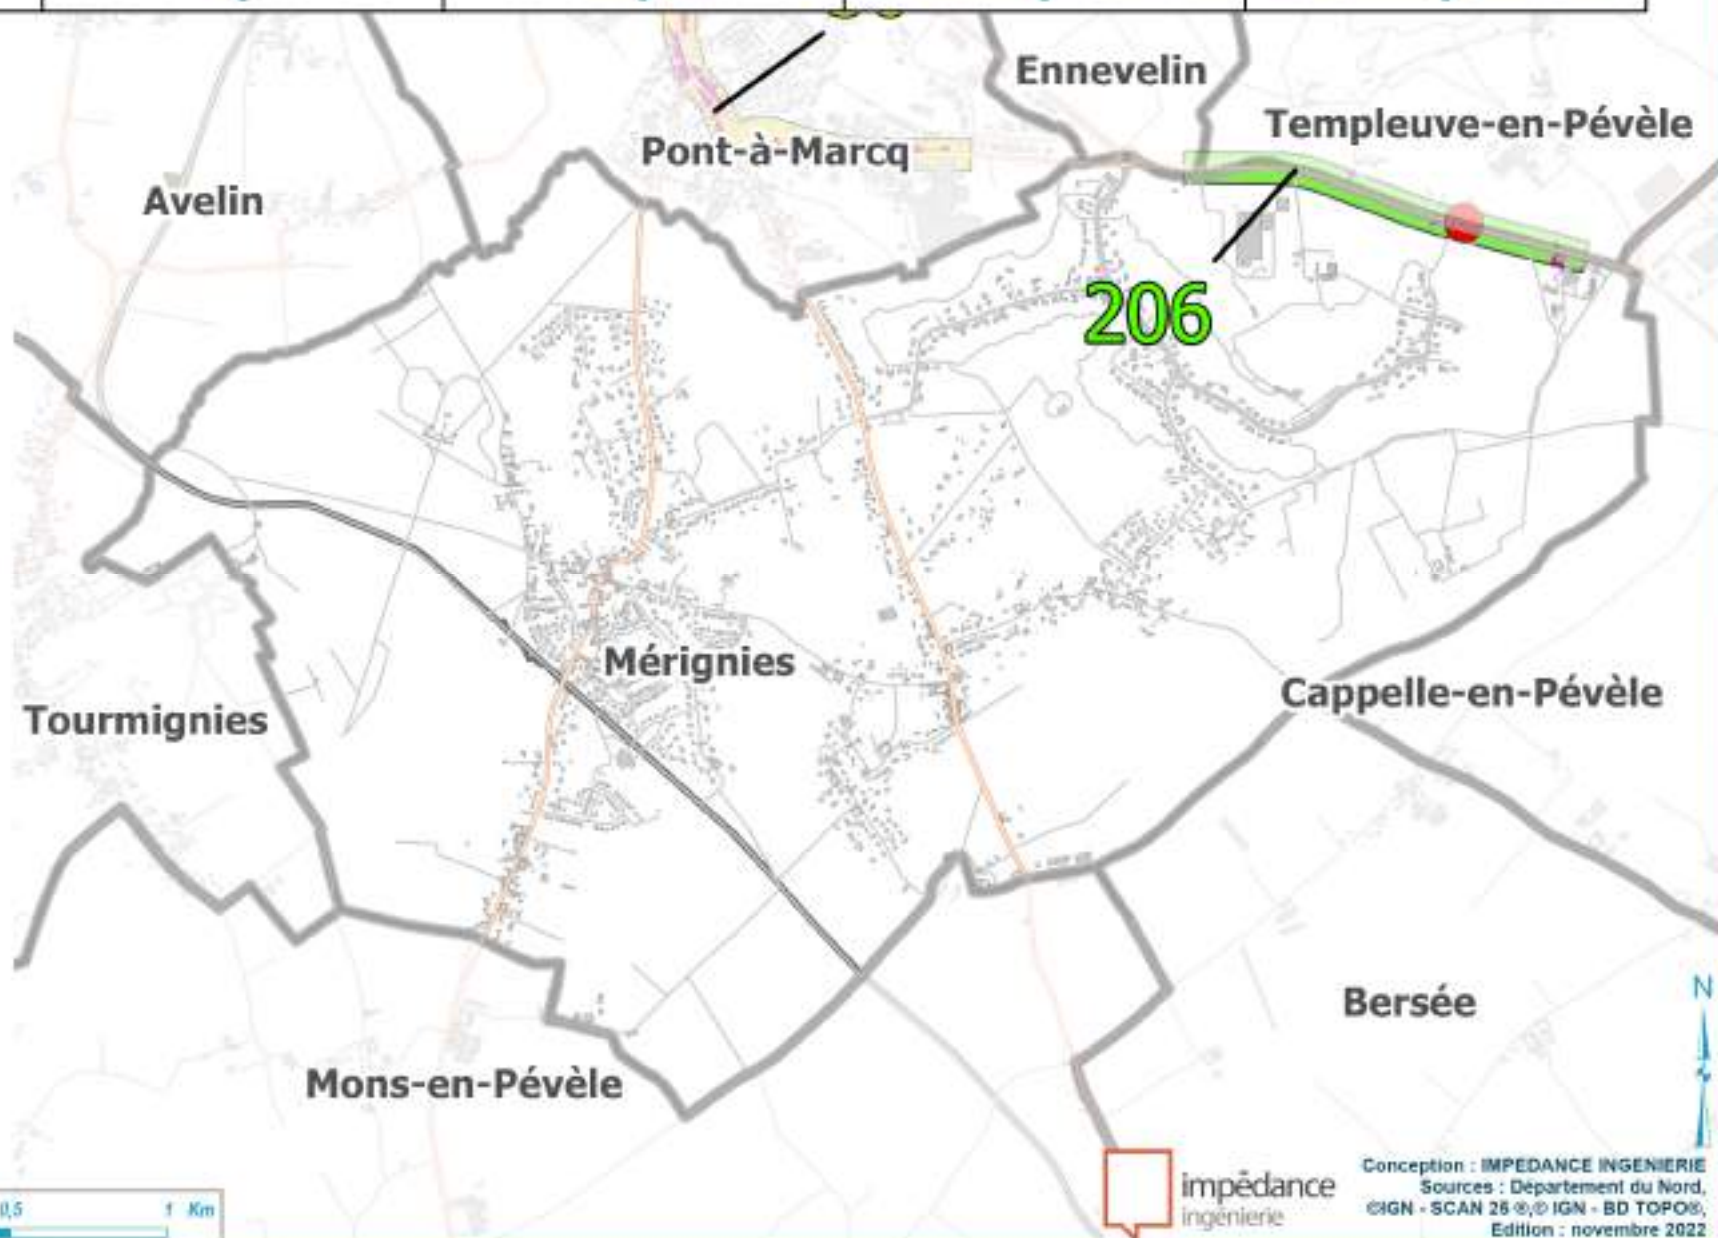 Ennevelin
Templeuve-en-Pévèle
Pont-à-Marcq
Avelin
206
Mérignies
Cappelle-en-Pévèle
Tourmignies
Bersée
N
Mons-en-Pévèle
impédance
ingénierie
Conception : IMPEDANCE INGENIERIE
Sources : Département du Nord,
©IGN - SCAN 25 ®,© IGN - BD TOPO®,
Edition : novembre 2022
0,5 1 Km